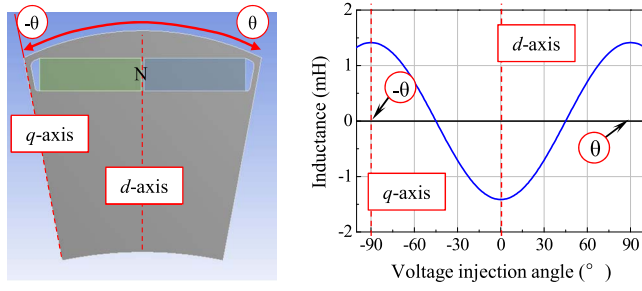 -θ
θ
N
q-axis
d-axis
Inductance (mH)
2
1
0
-1
-2
d-axis
-θ
θ
q-axis
-90 -60 -30 0 30 60 90
Voltage injection angle (°)